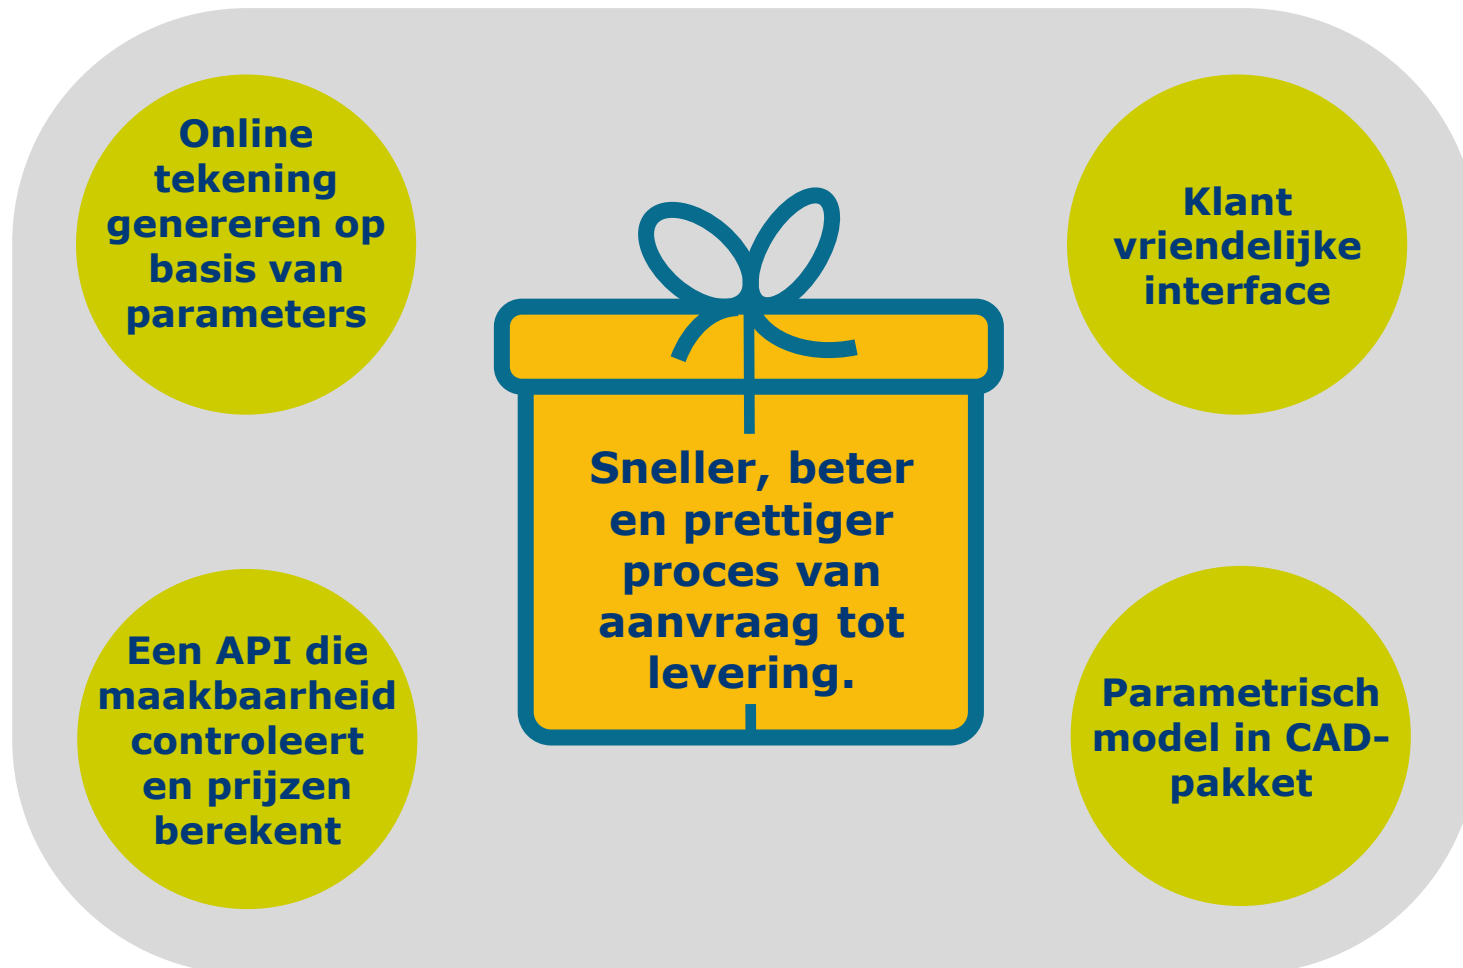 Online
tekening
genereren op
basis van
parameters
Klant
vriendelijke
interface
Sneller, beter
en prettiger
proces van
aanvraag tot
levering.
Een API die
maakbaarheid
controleert
en prijzen
berekent
Parametrisch
model in CAD-
pakket